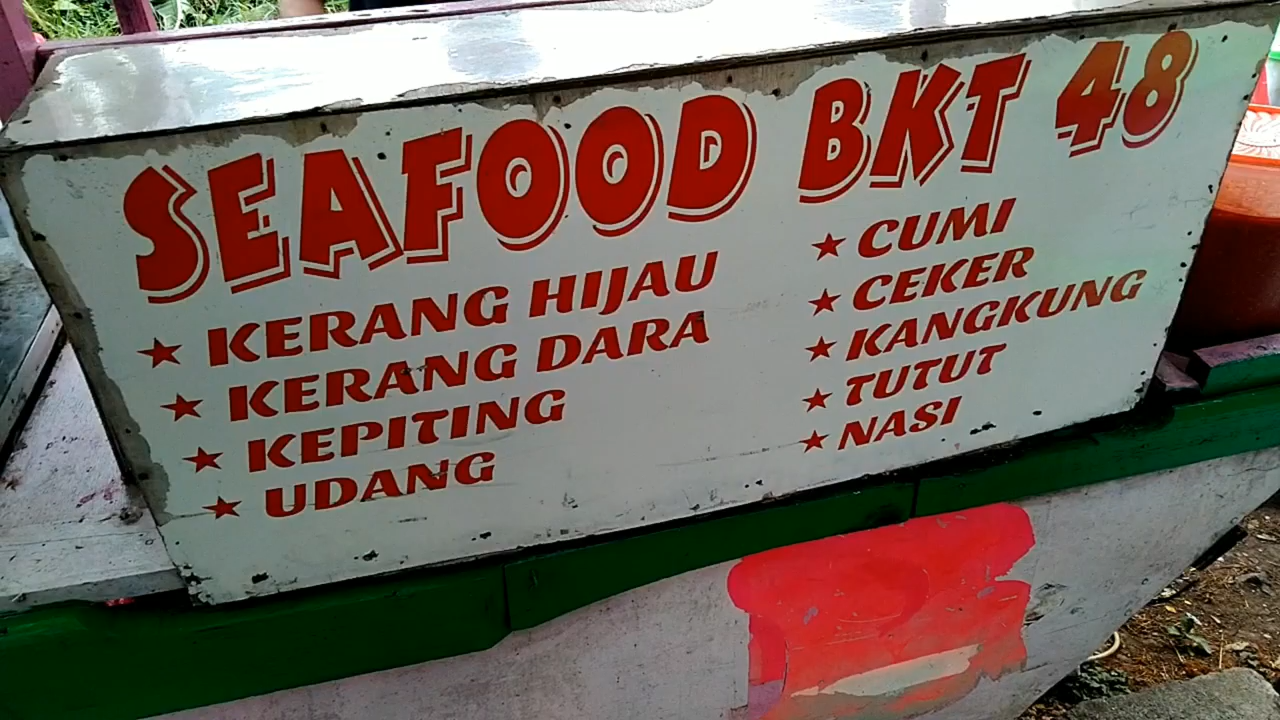 SEAFOOD BKT 48
★ KERANG HIJAU
★ KERANG DARA
★ KEPITING
★ UDANG
★ CUMI
★ CEKER
★ KANGKUNG
★ TUTUT
★ NASI